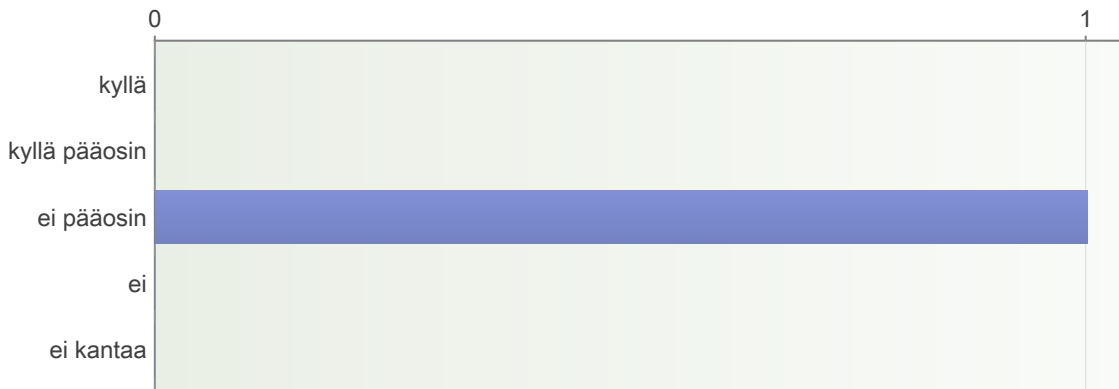 0 1
kyllä
kyllä pääosin
ei pääosin
ei
ei kantaa